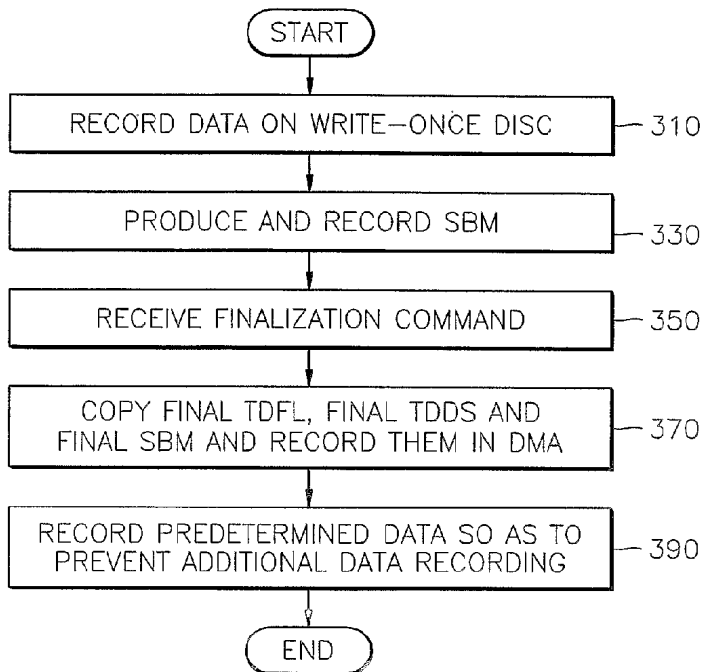 START
RECORD DATA ON WRITE-ONCE DISC
310
PRODUCE AND RECORD SBM
330
RECEIVE FINALIZATION COMMAND
350
COPY FINAL TDFL, FINAL TDDS AND
FINAL SBM AND RECORD THEM IN DMA
370
RECORD PREDETERMINED DATA SO AS TO
PREVENT ADDITIONAL DATA RECORDING
390
END